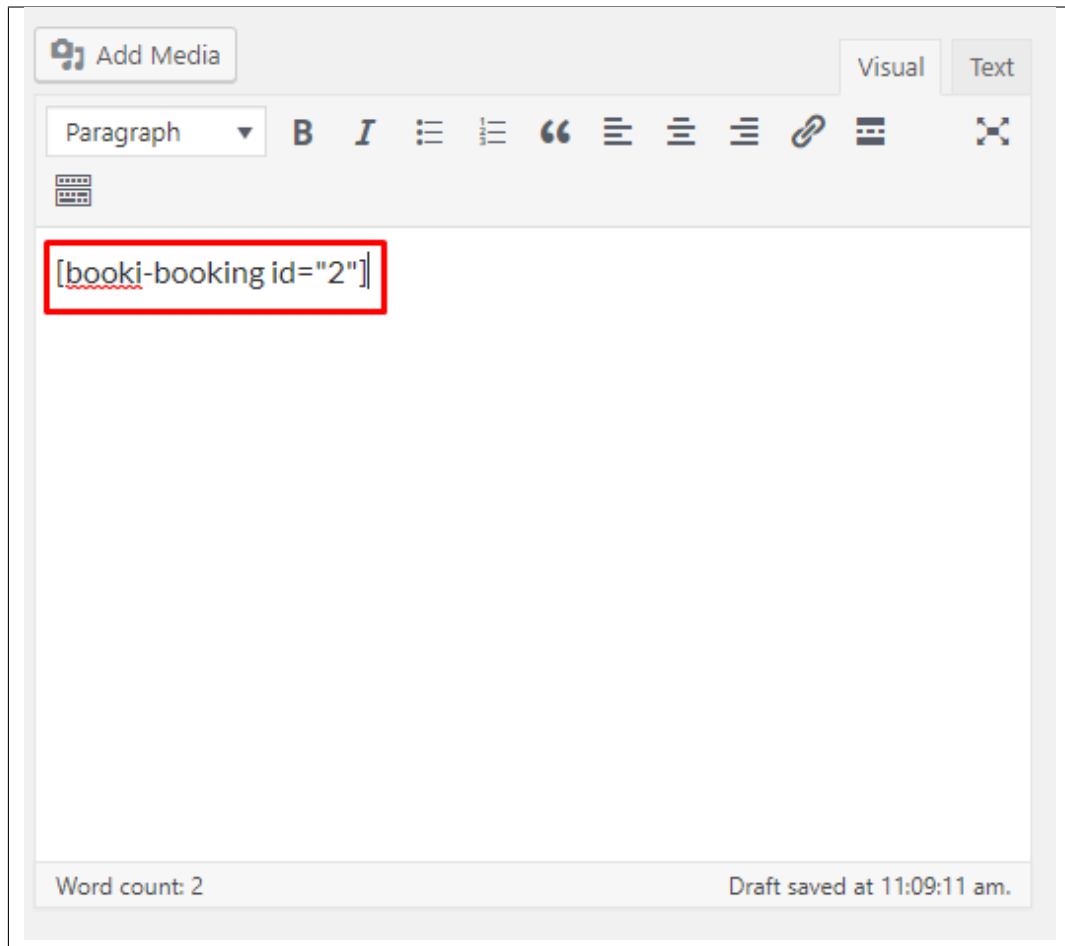 Add Media
Visual Text
Paragraph
[booki-booking id="2"]
Word count: 2 Draft saved at 11:09:11 am.